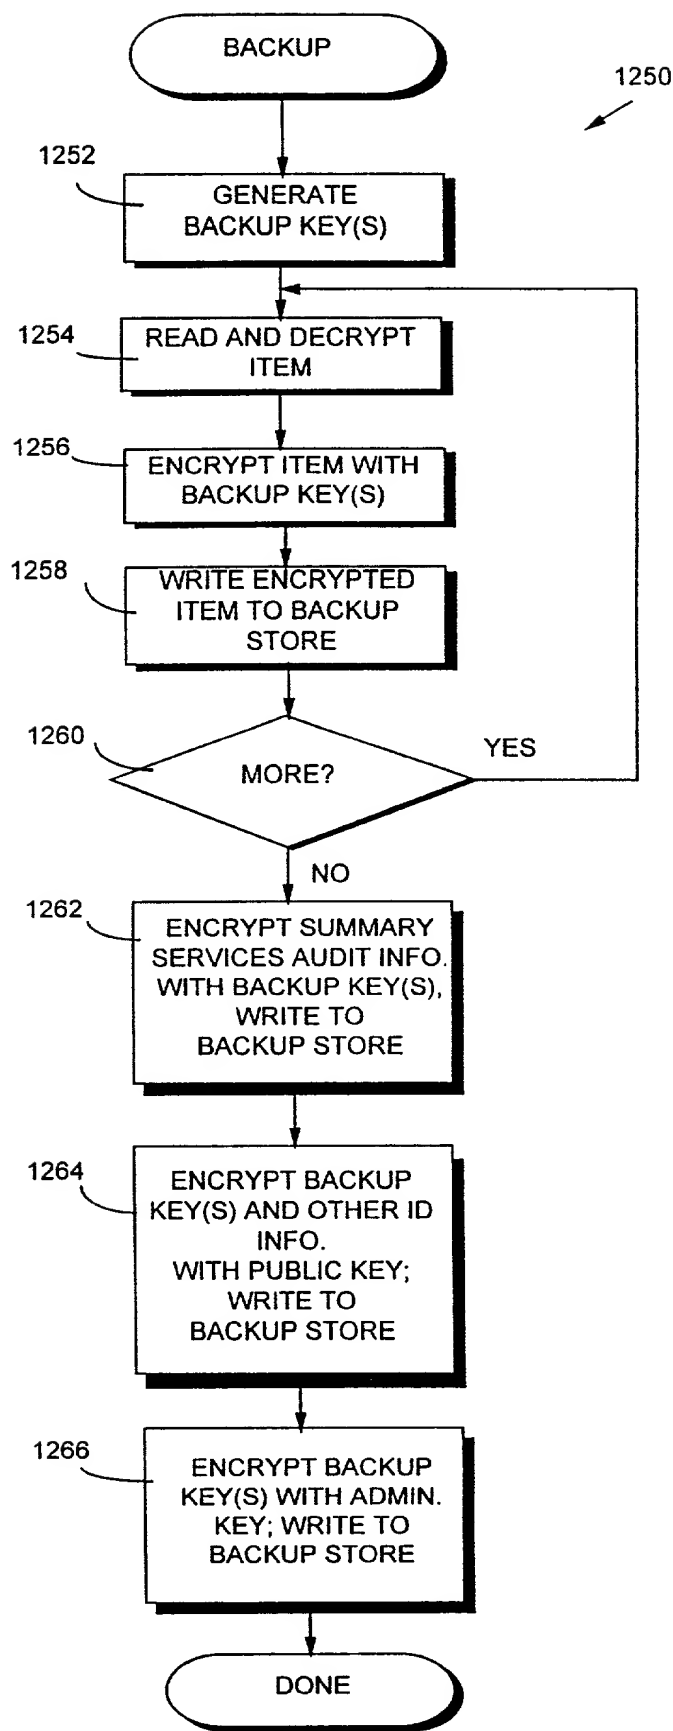 BACKUP
1250
1252
GENERATE
BACKUP KEY(S)
1254
READ AND DECRYPT
ITEM
1256
ENCRYPT ITEM WITH
BACKUP KEY(S)
1258
WRITE ENCRYPTED
ITEM TO BACKUP
STORE
1260
MORE?
YES
NO
1262
ENCRYPT SUMMARY
SERVICES AUDIT INFO.
WITH BACKUP KEY(S),
WRITE TO
BACKUP STORE
1264
ENCRYPT BACKUP
KEY(S) AND OTHER ID
INFO.
WITH PUBLIC KEY;
WRITE TO
BACKUP STORE
1266
ENCRYPT BACKUP
KEY(S) WITH ADMIN.
KEY; WRITE TO
BACKUP STORE
DONE